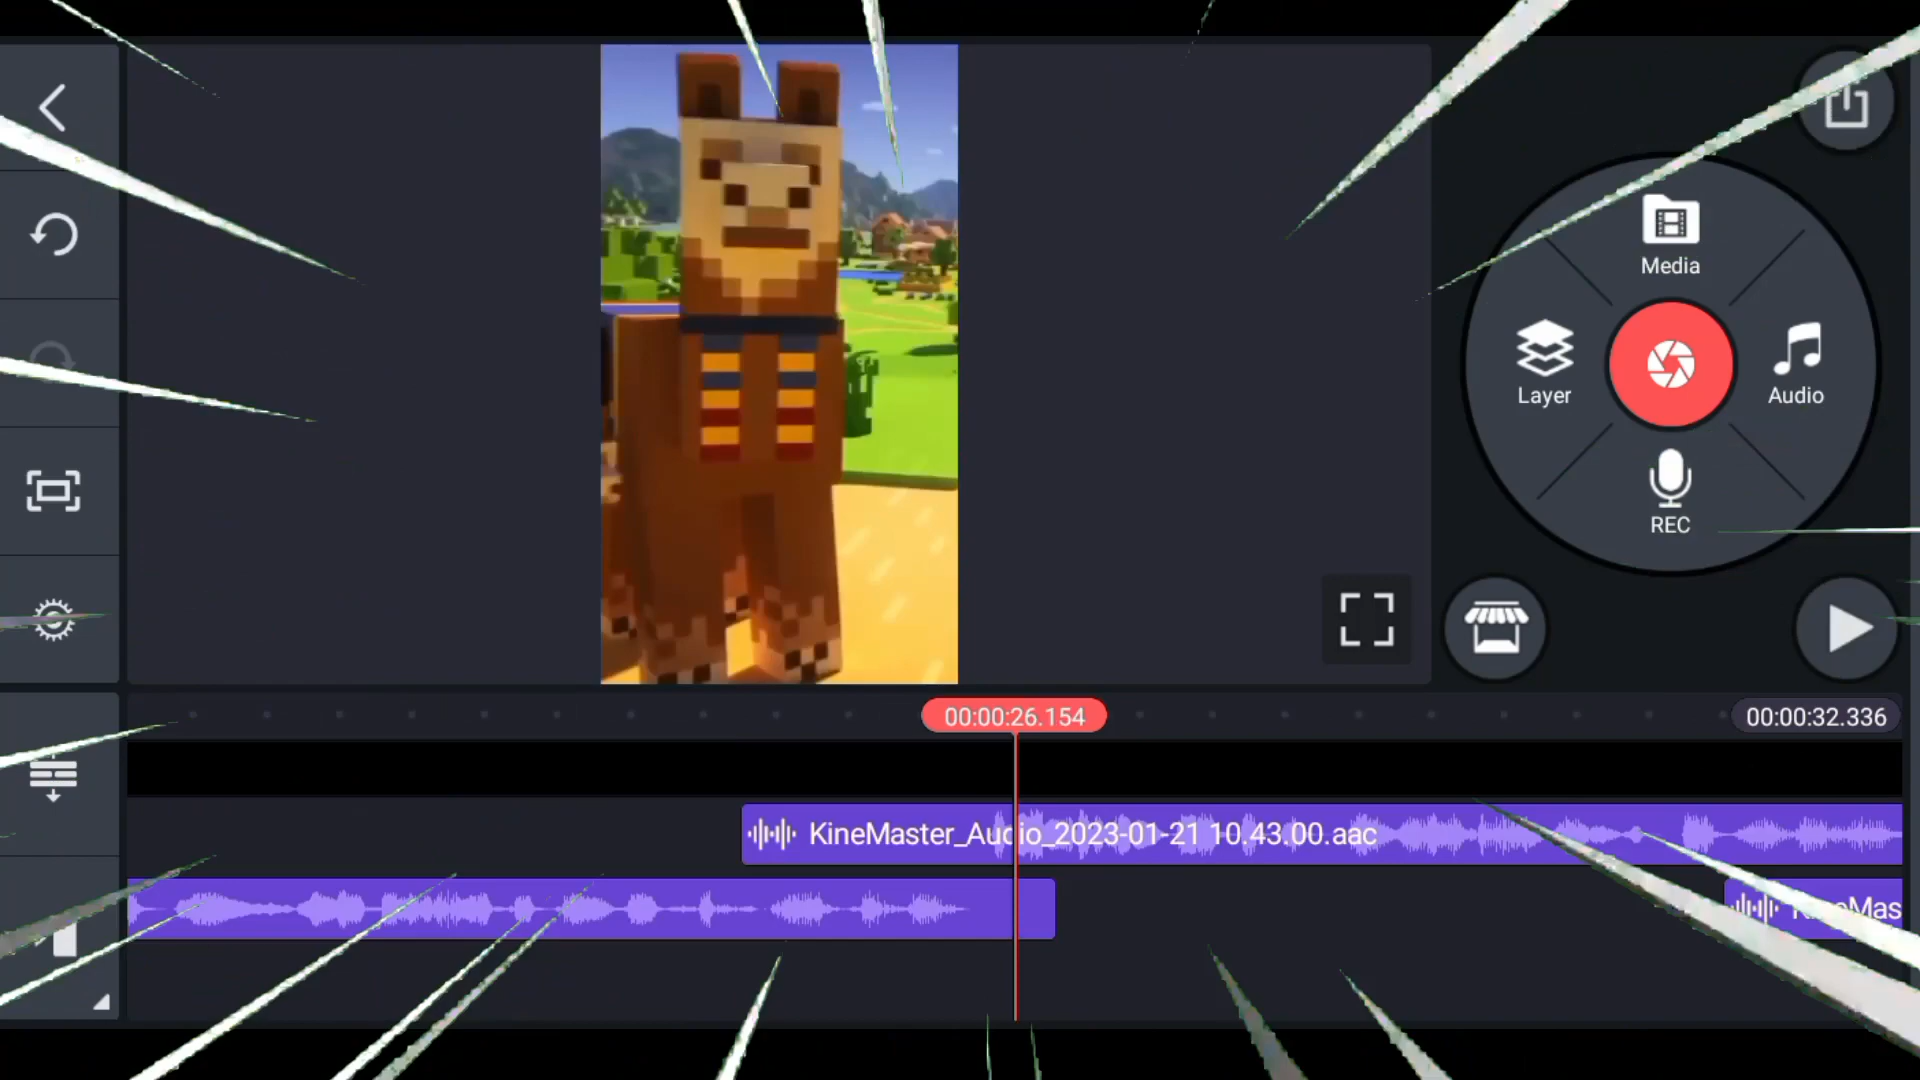 Media
Layer
Audio
REC
00:00:26.154
00:00:32.336
KineMaster_Audio_2023-01-21 10.43.00.aac
KineMas